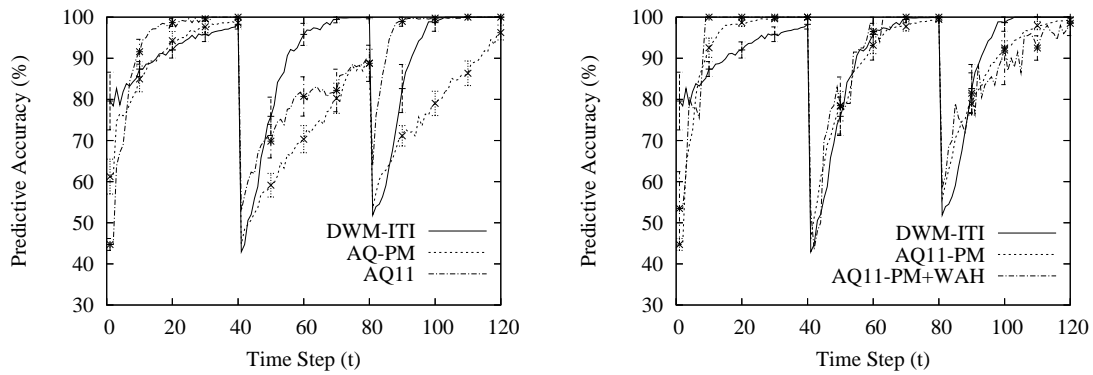 100
90
80
70
60
50
40
30
0 20 40 60 80 100 120
Predictive Accuracy (%)
Time Step (t)
DWM-ITI
AQ-PM
AQ11
100
90
80
70
60
50
40
30
0 20 40 60 80 100 120
Predictive Accuracy (%)
Time Step (t)
DWM-ITI
AQ11-PM
AQ11-PM+WAH